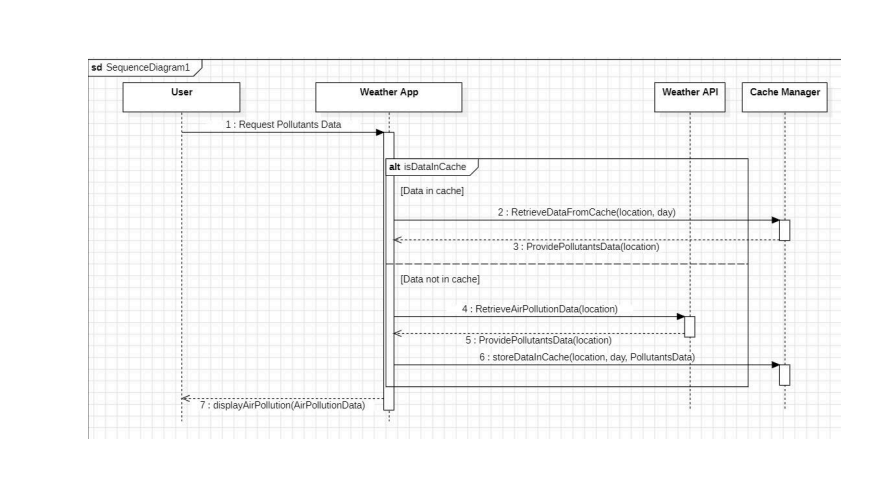 sd SequenceDiagram1
User
Weather App
Weather API
Cache Manager
1 : Request Pollutants Data
alt isDataInCache
[Data in cache]
2 : RetrieveDataFromCache(location, day)
3 : ProvidePollutantsData(location)
[Data not in cache]
4 : RetrieveAirPollutionData(location)
5 : ProvidePollutantsData(location)
6 : storeDataInCache(location, day, PollutantsData)
7 : displayAirPollution(AirPollutionData)